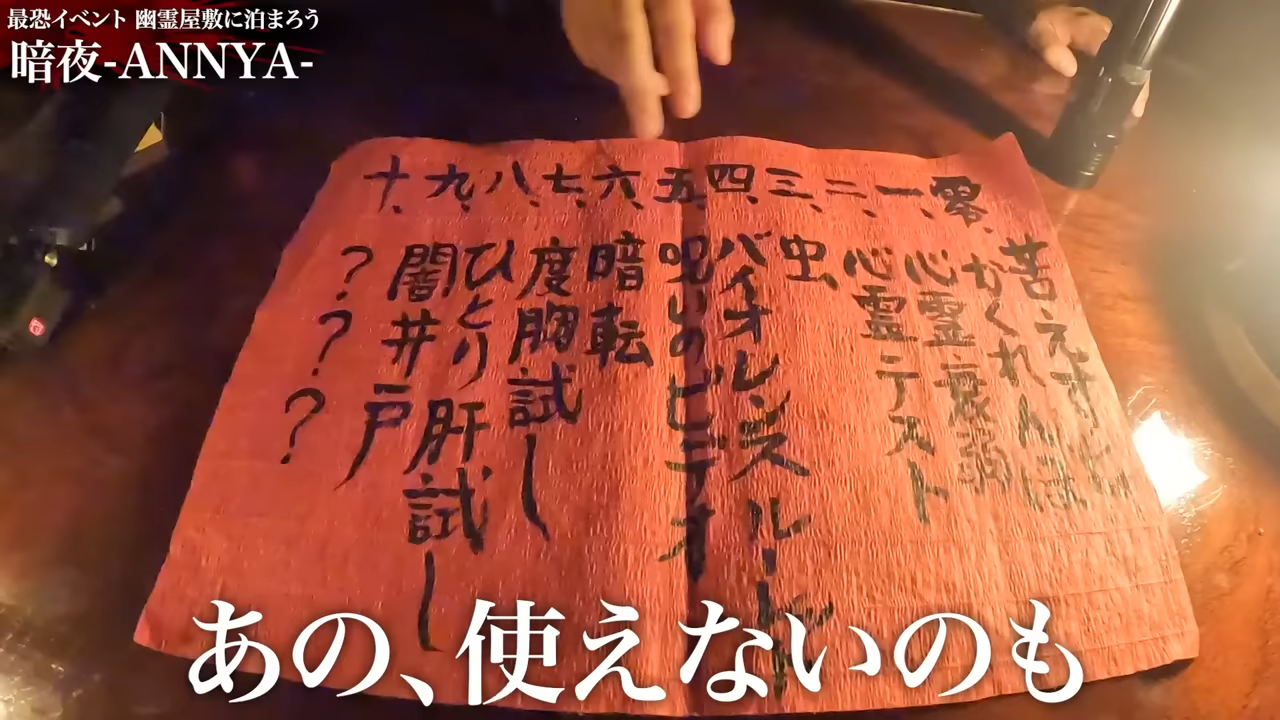 最恐イベント 幽霊屋敷に泊まろう
暗夜-ANNYA-
零、
かくれんぼ
一、心霊衰弱
二、心霊テスト
三、虫
四、バイオレンスルーレット
五、呪いのビデオ
六、暗転
七、度胸試し
八、ひとり肝試し
九、闇井戸
十、？？？
あの、使えないのも